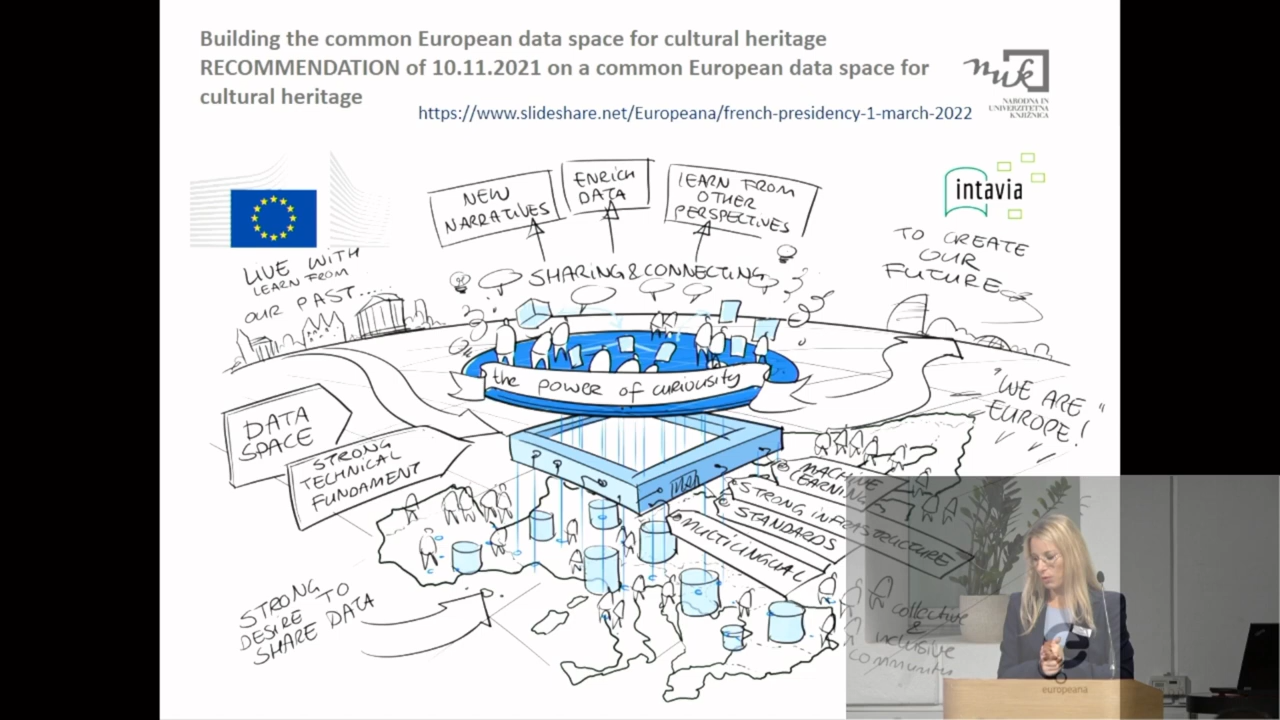 Building the common European data space for cultural heritage
RECOMMENDATION of 10.11.2021 on a common European data space for
cultural heritage
https://www.slideshare.net/Europeana/french-presidency-1-march-2022
nuk
NARODNA IN
UNIVERZITETNA
KNJIŽNICA
intavia
NEW
NARRATIVES
ENRICH
DATA
LEARN FROM
OTHER
PERSPECTIVES
SHARING & CONNECTING
LIVE WITH
LEARN FROM
OUR PAST....
TO CREATE
OUR
FUTURE
the power of curiousity
"WE ARE
EUROPE!"
DATA
SPACE
STRONG
TECHNICAL
FUNDAMENT
MACHINE
LEARNING
STRONG INFRASTRUCTURE
STANDARDS
MULTILINGUAL
STRONG
DESIRE TO
SHARE DATA
collective
&
inclusive
community
europeana